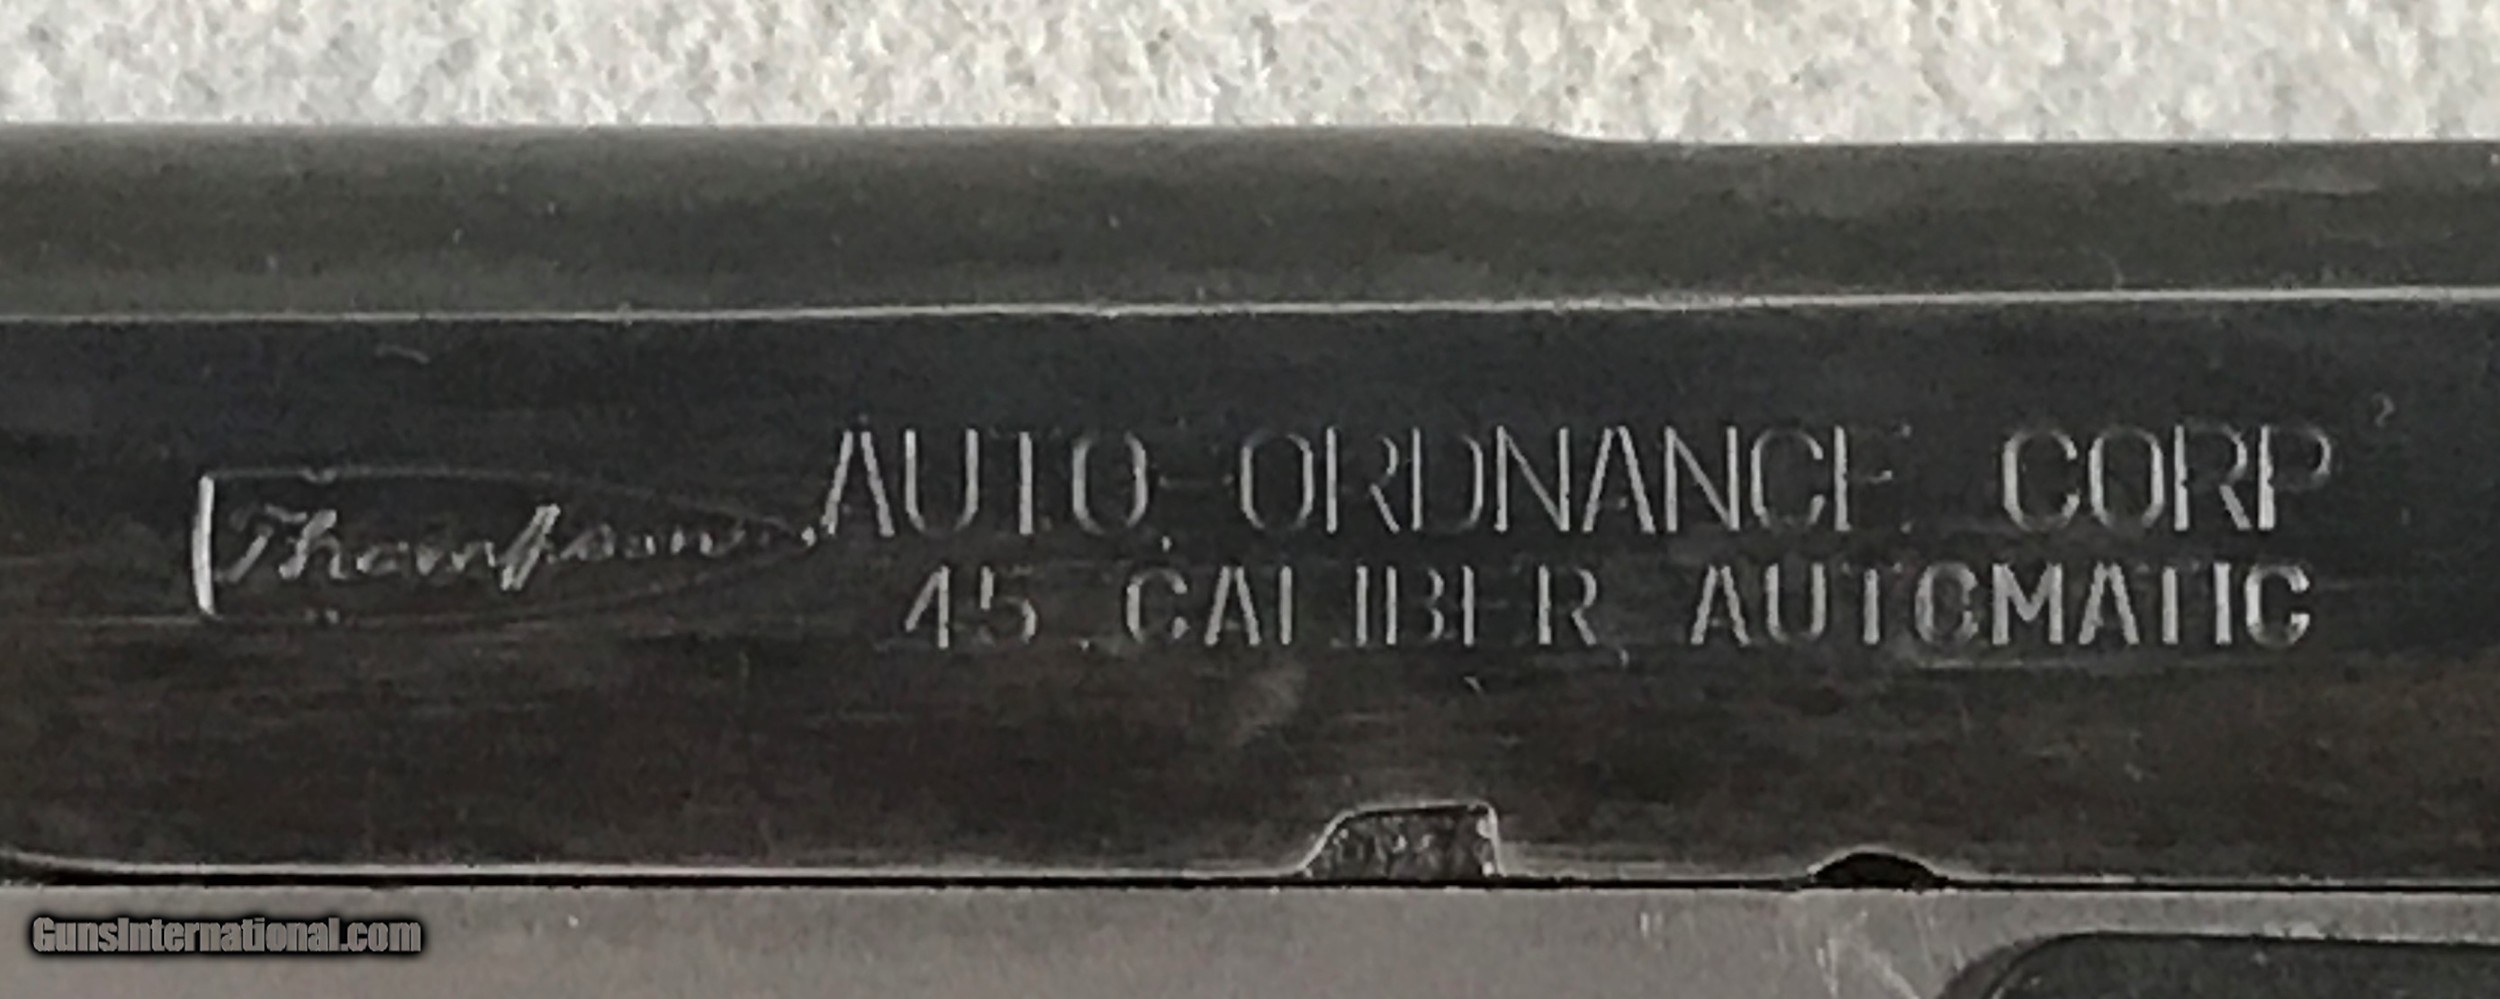 Thompson
AUTO-ORDNANCE CORP
45 CALIBER AUTOMATIC
GunsInternational.com